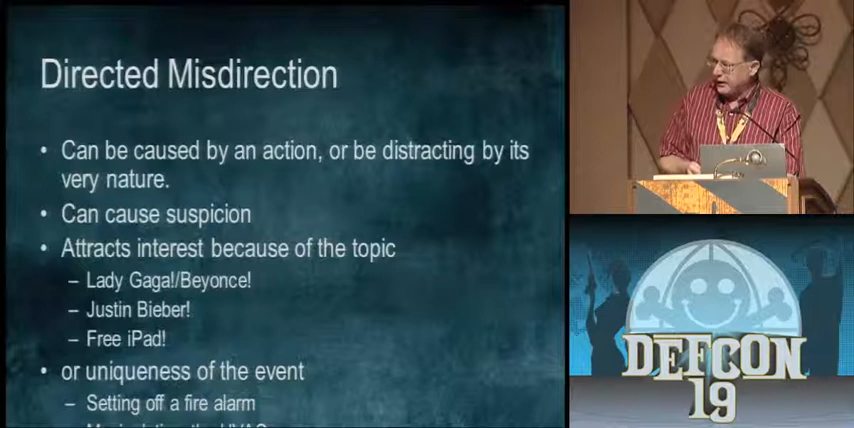 Directed Misdirection
• Can be caused by an action, or be distracting by its
very nature.
• Can cause suspicion
• Attracts interest because of the topic
– Lady Gaga!/Beyonce!
– Justin Bieber!
– Free iPad!
• or uniqueness of the event
– Setting off a fire alarm
DEFCON
19